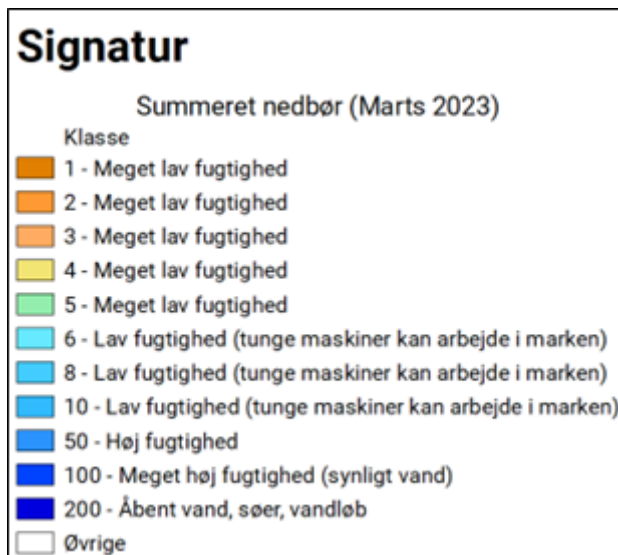 Signatur
Summeret nedbør (Marts 2023)
Klasse
1 - Meget lav fugtighed
2 - Meget lav fugtighed
3 - Meget lav fugtighed
4 - Meget lav fugtighed
5 - Meget lav fugtighed
6 - Lav fugtighed (tunge maskiner kan arbejde i marken)
8 - Lav fugtighed (tunge maskiner kan arbejde i marken)
10 - Lav fugtighed (tunge maskiner kan arbejde i marken)
50 - Høj fugtighed
100 - Meget høj fugtighed (synligt vand)
200 - Åbent vand, søer, vandløb
Øvrige